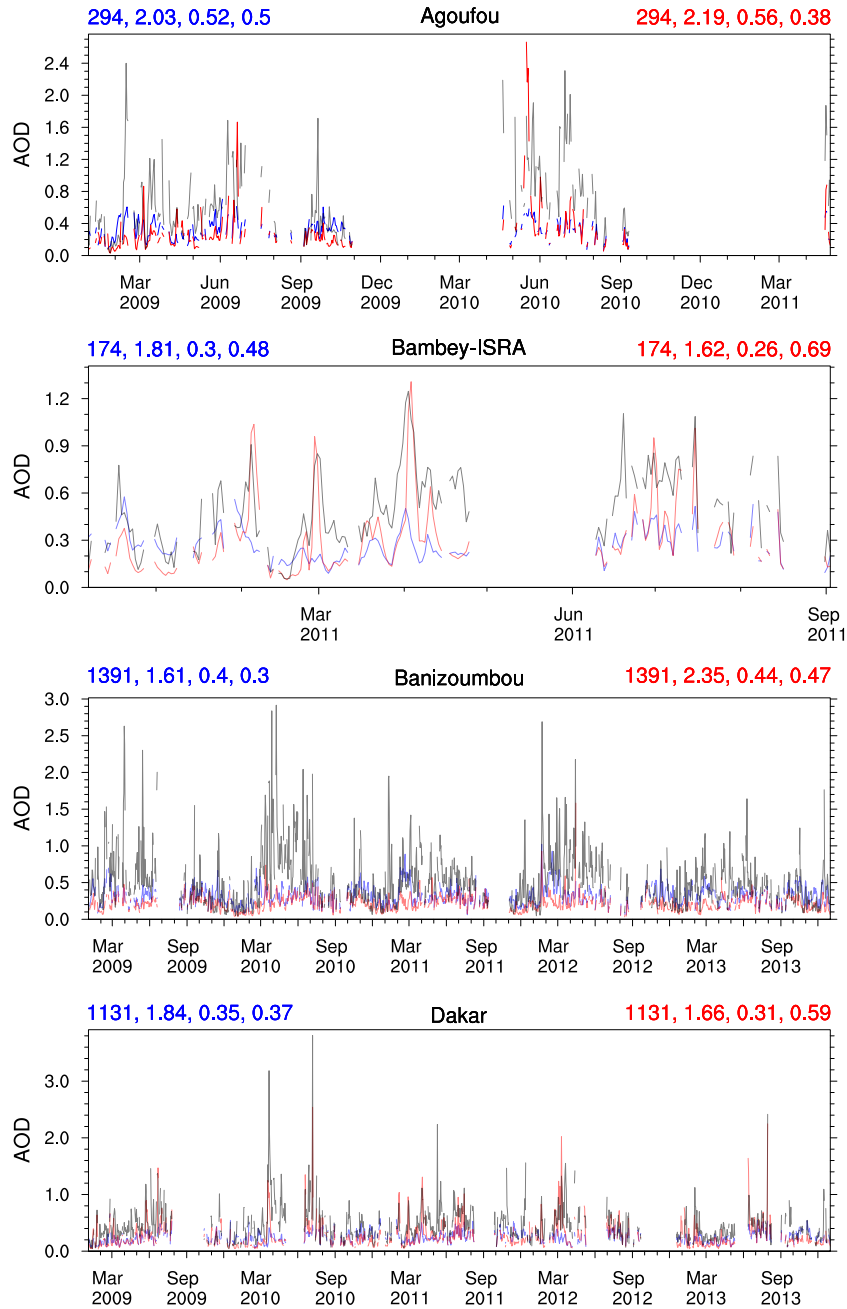 294, 2.03, 0.52, 0.5 Agoufou 294, 2.19, 0.56, 0.38
AOD
2.4
2.0
1.6
1.2
0.8
0.4
0.0
Mar Jun Sep Dec Mar Jun Sep Dec Mar
2009 2009 2009 2009 2010 2010 2010 2010 2011
174, 1.81, 0.3, 0.48 Bambey-ISRA 174, 1.62, 0.26, 0.69
AOD
1.2
0.9
0.6
0.3
0.0
Mar Jun Sep
2011 2011 2011
1391, 1.61, 0.4, 0.3 Banizoumbou 1391, 2.35, 0.44, 0.47
AOD
3.0
2.5
2.0
1.5
1.0
0.5
0.0
Mar Sep Mar Sep Mar Sep Mar Sep Mar Sep
2009 2009 2010 2010 2011 2011 2012 2012 2013 2013
1131, 1.84, 0.35, 0.37 Dakar 1131, 1.66, 0.31, 0.59
AOD
3.0
2.0
1.0
0.0
Mar Sep Mar Sep Mar Sep Mar Sep Mar Sep
2009 2009 2010 2010 2011 2011 2012 2012 2013 2013